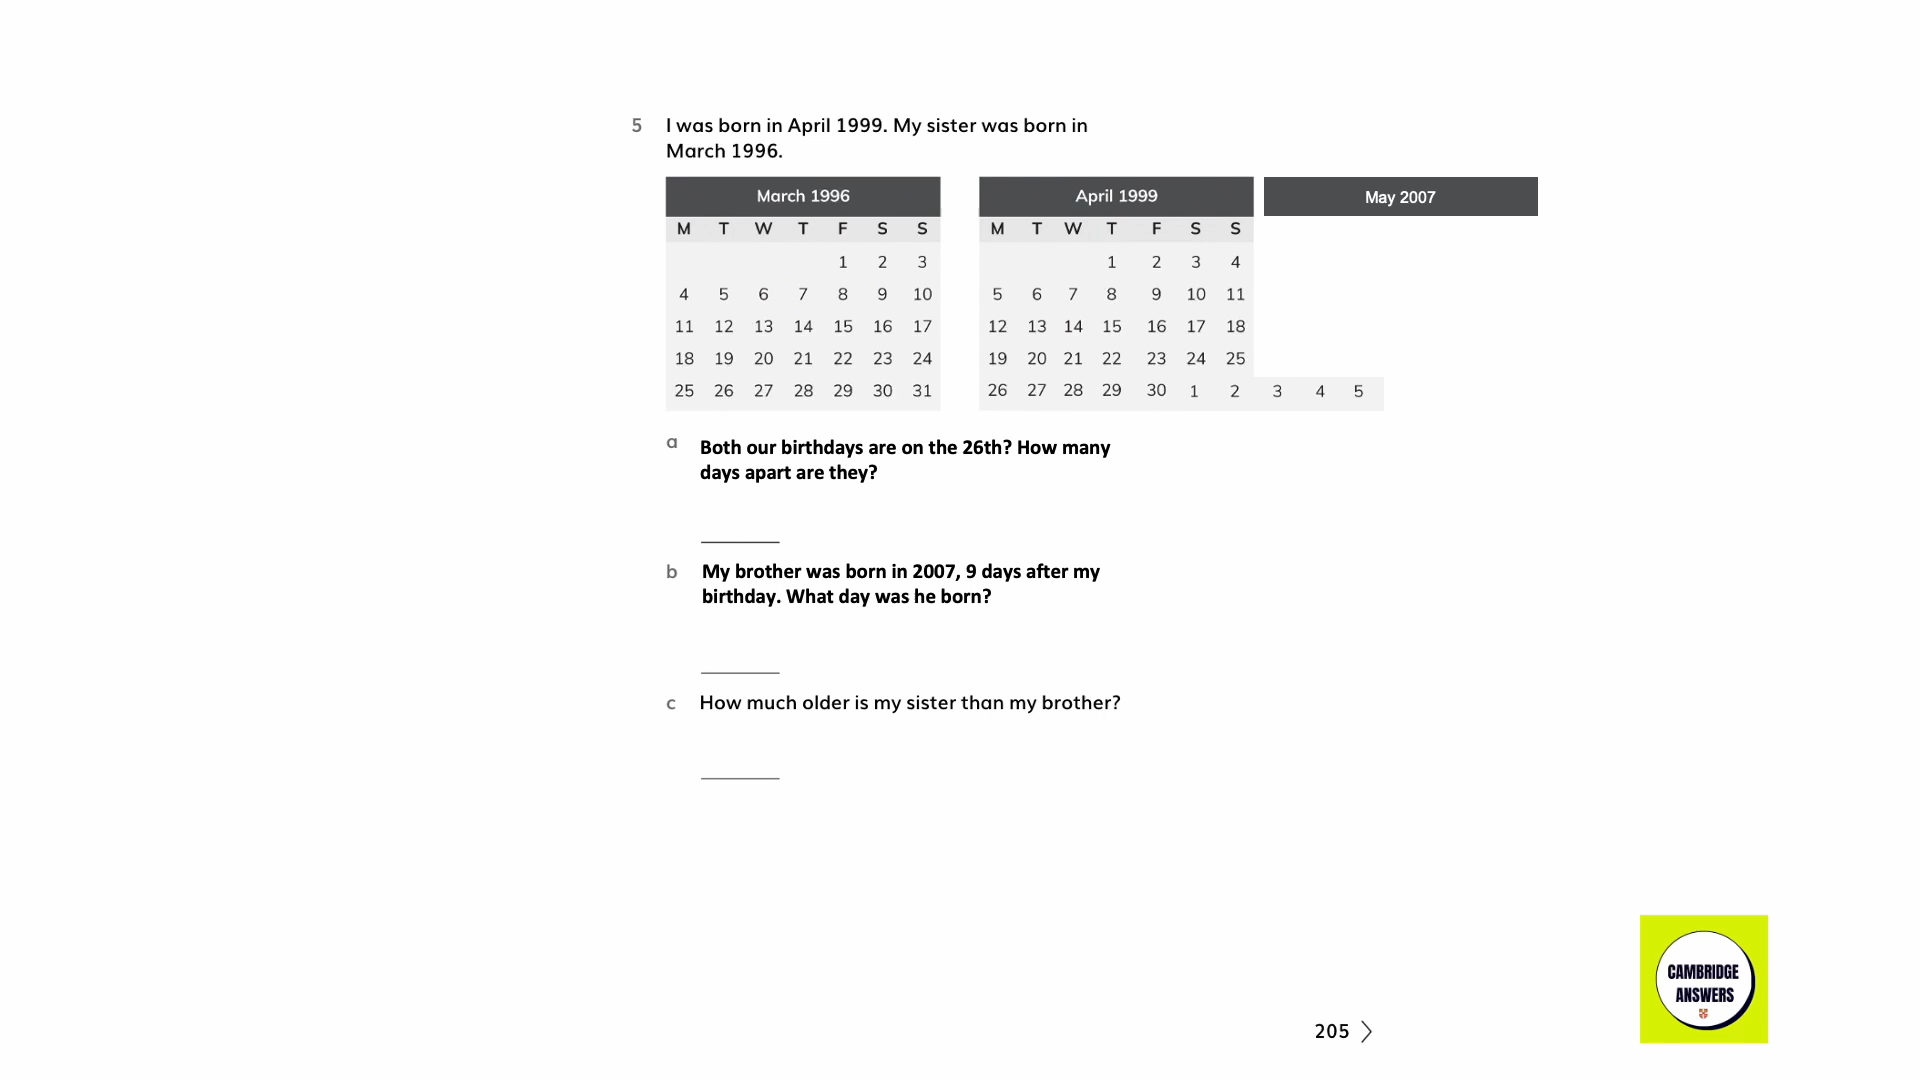 5 I was born in April 1999. My sister was born in
March 1996.
March 1996
M T W T F S S
1 2 3
4 5 6 7 8 9 10
11 12 13 14 15 16 17
18 19 20 21 22 23 24
25 26 27 28 29 30 31
April 1999
M T W T F S S
1 2 3 4
5 6 7 8 9 10 11
12 13 14 15 16 17 18
19 20 21 22 23 24 25
26 27 28 29 30 1 2 3 4 5
May 2007
a Both our birthdays are on the 26th? How many
days apart are they?
b My brother was born in 2007, 9 days after my
birthday. What day was he born?
c How much older is my sister than my brother?
205
CAMBRIDGE
ANSWERS